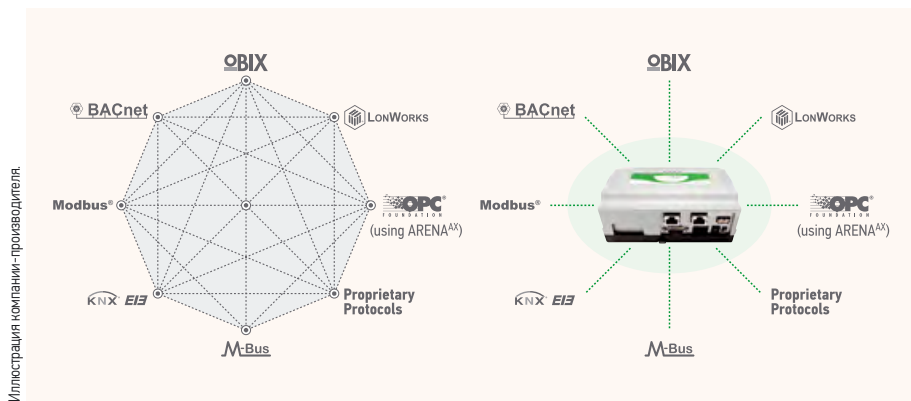 Иллюстрация компании-производителя.
oBIX
BACnet
LonWorks
Modbus®
OPC®
FOUNDATION
(using ARENAᴬˣ)
KNX EIB
Proprietary
Protocols
M-Bus
oBIX
BACnet
LonWorks
Modbus®
OPC®
FOUNDATION
(using ARENAᴬˣ)
KNX EIB
Proprietary
Protocols
M-Bus